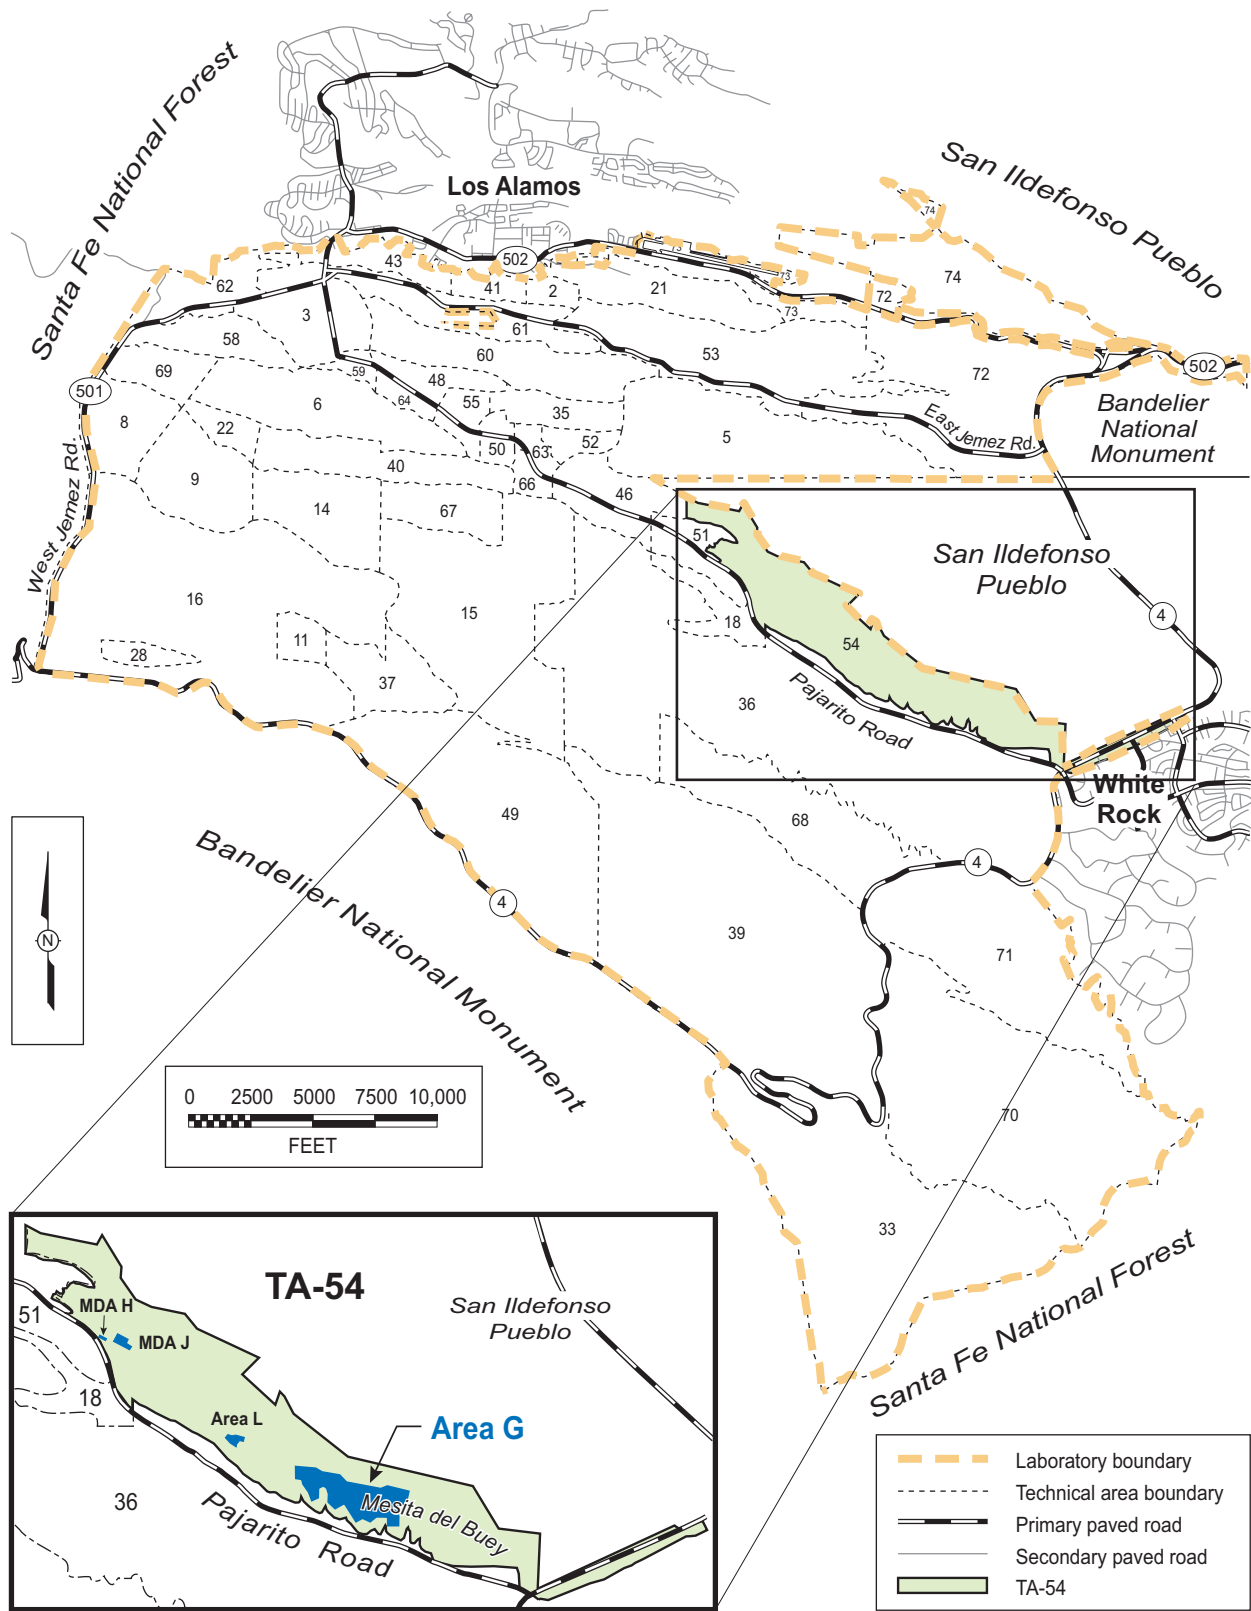 Santa Fe National Forest
Los Alamos
San Ildefonso Pueblo
74
73
43
502
62
41
2
21
73
72
74
3
73
61
58
60
53
69
59
48
72
502
501
64
55
6
8
22
35
5
East Jemez Rd.
Bandelier
National
Monument
52
50
63
40
9
66
46
14
67
West Jemez Rd.
51
San Ildefonso
Pueblo
16
15
18
4
11
54
28
37
36
Pajarito Road
White
Rock
49
68
Bandelier National Monument
4
4
N
39
71
0 2500 5000 7500 10,000
FEET
70
33
Santa Fe National Forest
TA-54
MDA H
51
San Ildefonso
Pueblo
MDA J
18
Area L
Area G
36
Mesita del Buey
Pajarito Road
Laboratory boundary
Technical area boundary
Primary paved road
Secondary paved road
TA-54